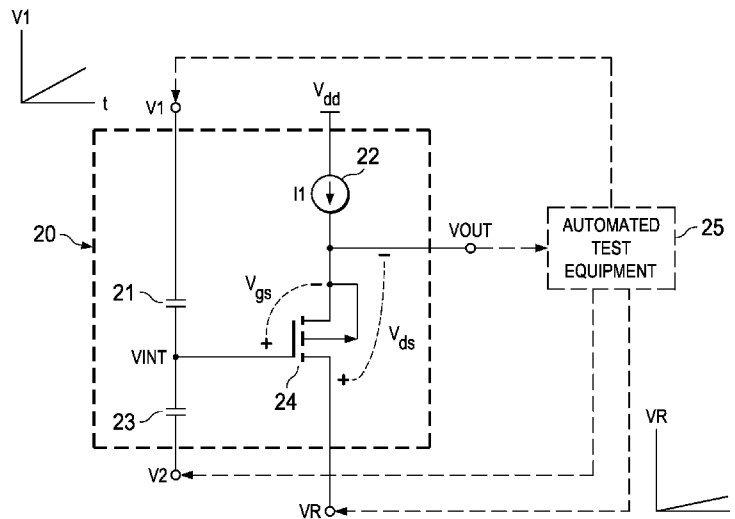 V1
t
V1
Vdd
22
I1
20
VOUT
AUTOMATED
TEST
EQUIPMENT
25
-
Vgs
21
+
Vds
VINT
+
24
23
VR
V2
VR